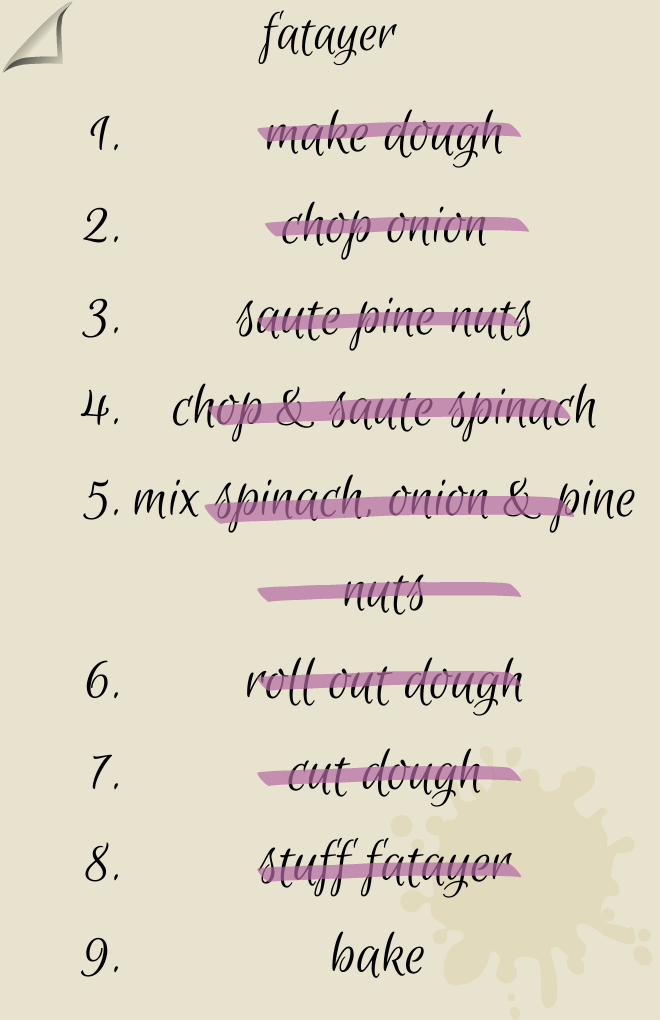 fatayer
1. make dough
2. chop onion
3. saute pine nuts
4. chop & saute spinach
5. mix spinach, onion & pine
nuts
6. roll out dough
7. cut dough
8. stuff fatayer
9. bake